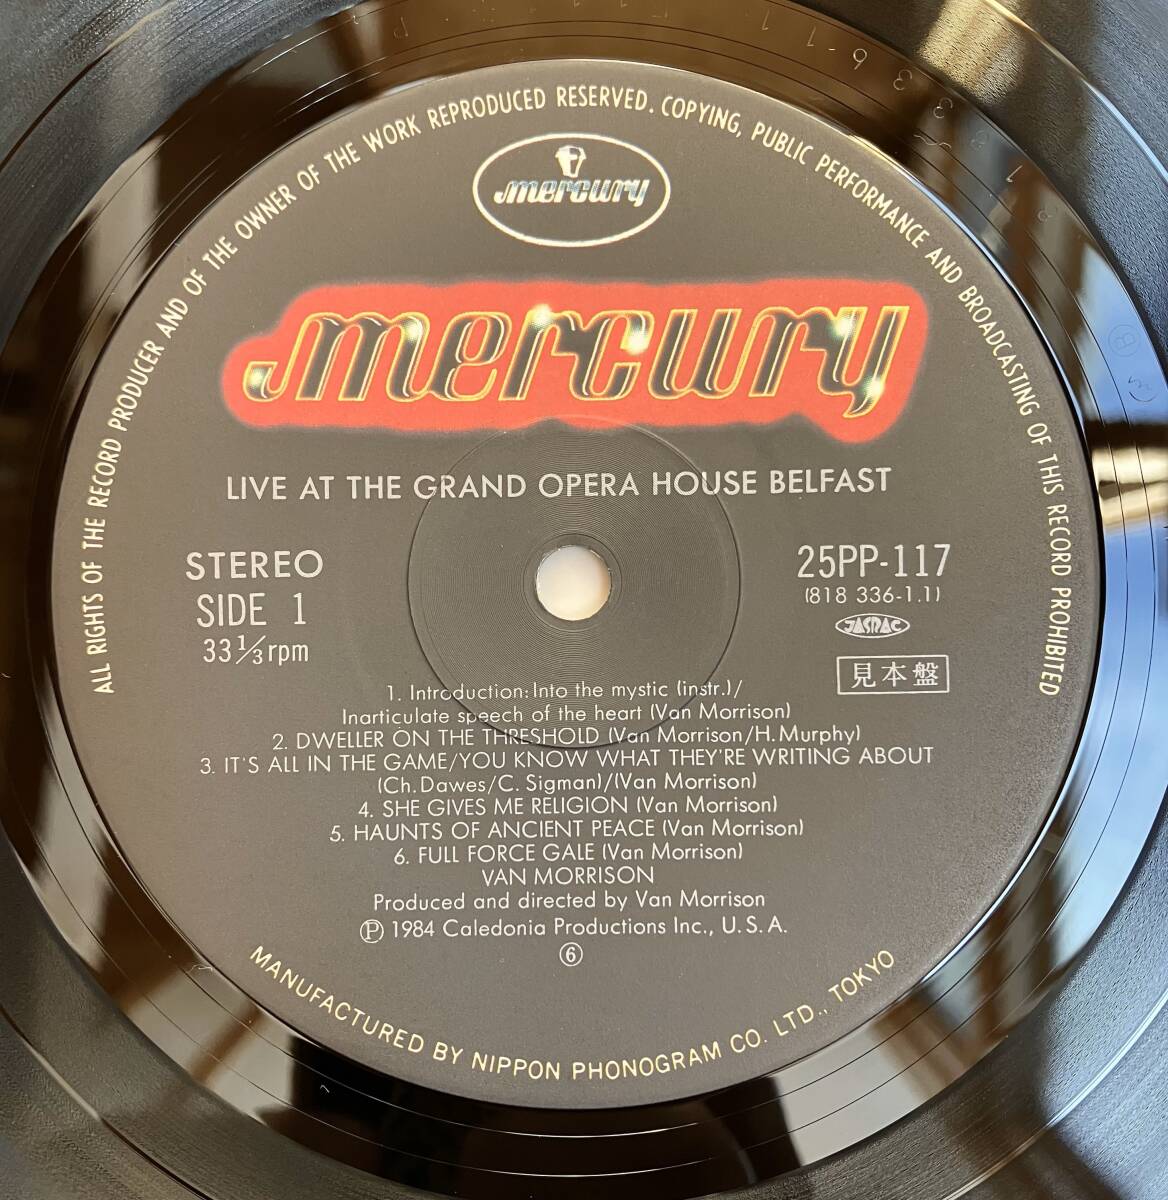 ALL RIGHTS OF THE RECORD PRODUCER AND OF THE OWNER OF THE WORK REPRODUCED RESERVED. COPYING, PUBLIC PERFORMANCE AND BROADCASTING OF THIS RECORD PROHIBITED
mercury
mercury
LIVE AT THE GRAND OPERA HOUSE BELFAST
STEREO
SIDE 1
33 1/3 rpm
25PP-117
(818 336-1.1)
JASRAC
見本盤
1. Introduction: Into the mystic (instr.)/
Inarticulate speech of the heart (Van Morrison)
2. DWELLER ON THE THRESHOLD (Van Morrison/H. Murphy)
3. IT'S ALL IN THE GAME/YOU KNOW WHAT THEY'RE WRITING ABOUT
(Ch. Dawes/C. Sigman)/(Van Morrison)
4. SHE GIVES ME RELIGION (Van Morrison)
5. HAUNTS OF ANCIENT PEACE (Van Morrison)
6. FULL FORCE GALE (Van Morrison)
VAN MORRISON
Produced and directed by Van Morrison
Ⓟ 1984 Caledonia Productions Inc., U.S.A.
⑥
MANUFACTURED BY NIPPON PHONOGRAM CO. LTD., TOKYO